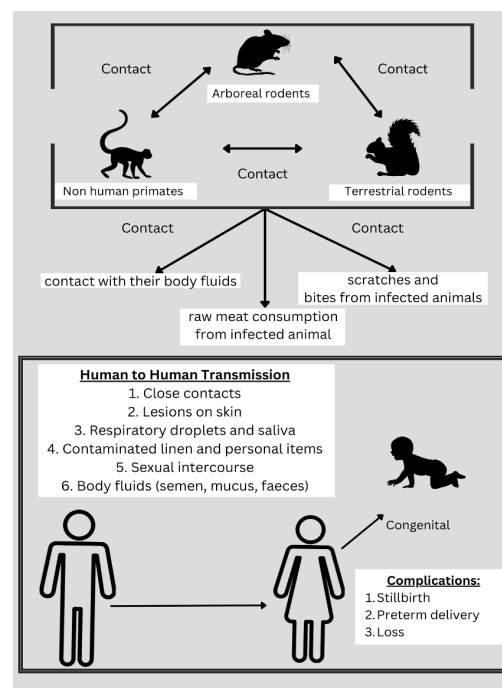 Contact
Contact
Arboreal rodents
Contact
Non human primates
Terrestrial rodents
Contact
Contact
contact with their body fluids
scratches and
bites from infected animals
raw meat consumption
from infected animal
Human to Human Transmission
1. Close contacts
2. Lesions on skin
3. Respiratory droplets and saliva
4. Contaminated linen and personal items
5. Sexual intercourse
6. Body fluids (semen, mucus, faeces)
Congenital
Complications:
1. Stillbirth
2. Preterm delivery
3. Loss